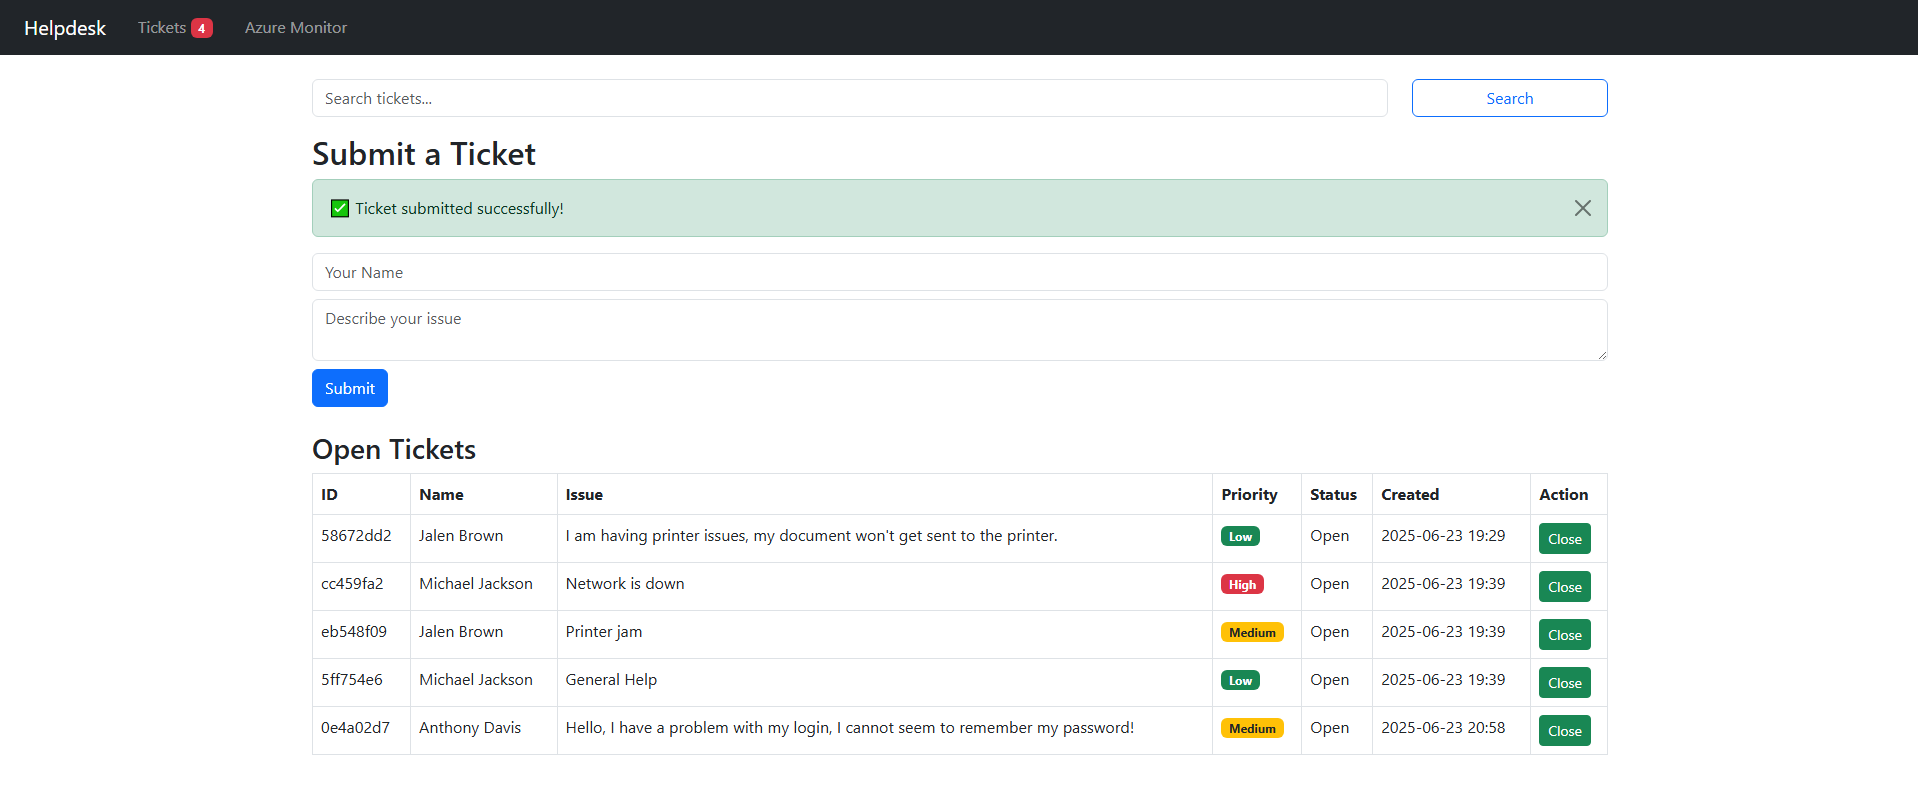 Helpdesk Tickets 4 Azure Monitor
Search tickets... Search
Submit a Ticket
✅ Ticket submitted successfully!
Your Name
Describe your issue
Submit
Open Tickets
ID Name Issue Priority Status Created Action
58672dd2 Jalen Brown I am having printer issues, my document won't get sent to the printer. Low Open 2025-06-23 19:29 Close
cc459fa2 Michael Jackson Network is down High Open 2025-06-23 19:39 Close
eb548f09 Jalen Brown Printer jam Medium Open 2025-06-23 19:39 Close
5ff754e6 Michael Jackson General Help Low Open 2025-06-23 19:39 Close
0e4a02d7 Anthony Davis Hello, I have a problem with my login, I cannot seem to remember my password! Medium Open 2025-06-23 20:58 Close